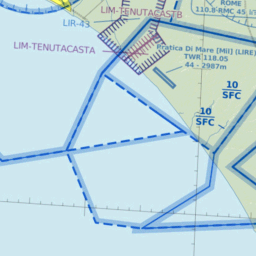 ROME
110.8 RMC 45
LIM-TENUTACASTB
LIR-43
LIM-TENUTACASTA
Pratica Di Mare [Mil] (LIRE)
TWR 118.05
44 - 2987m
10
SFC
10
SFC